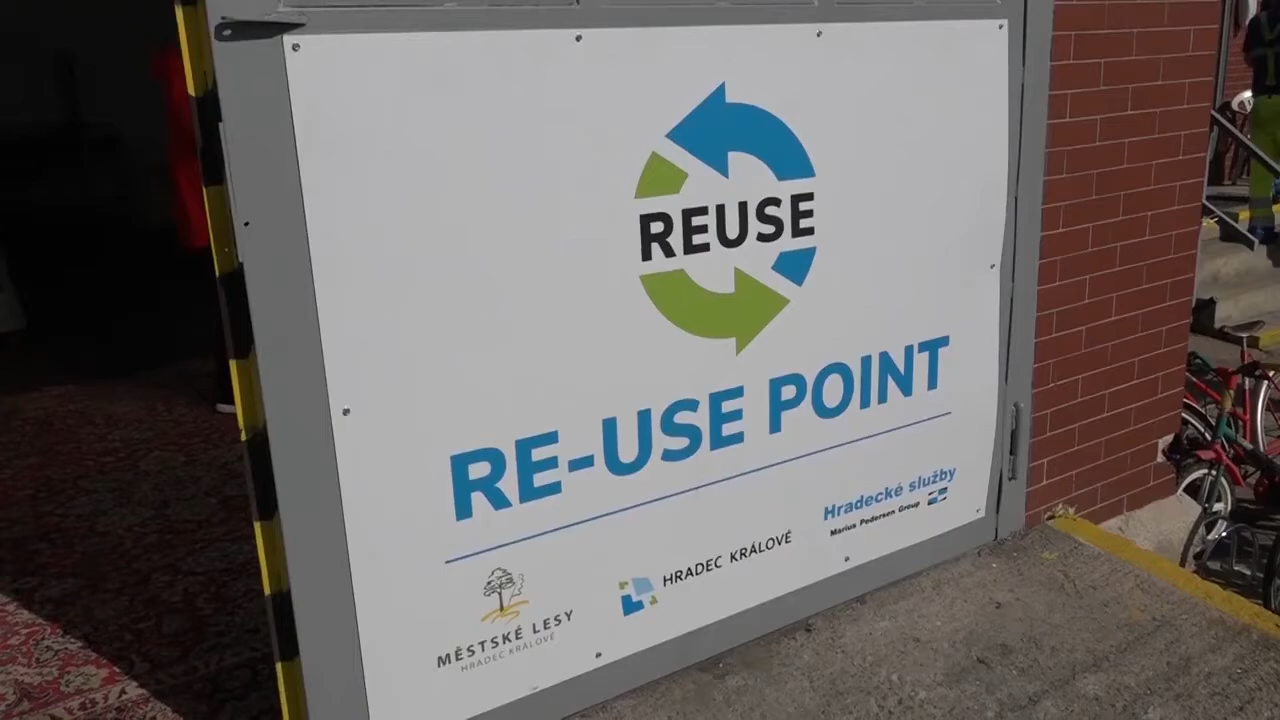 REUSE
RE-USE POINT
MĚSTSKÉ LESY
HRADEC KRÁLOVÉ
HRADEC KRÁLOVÉ
Hradecké služby
Marius Pedersen Group